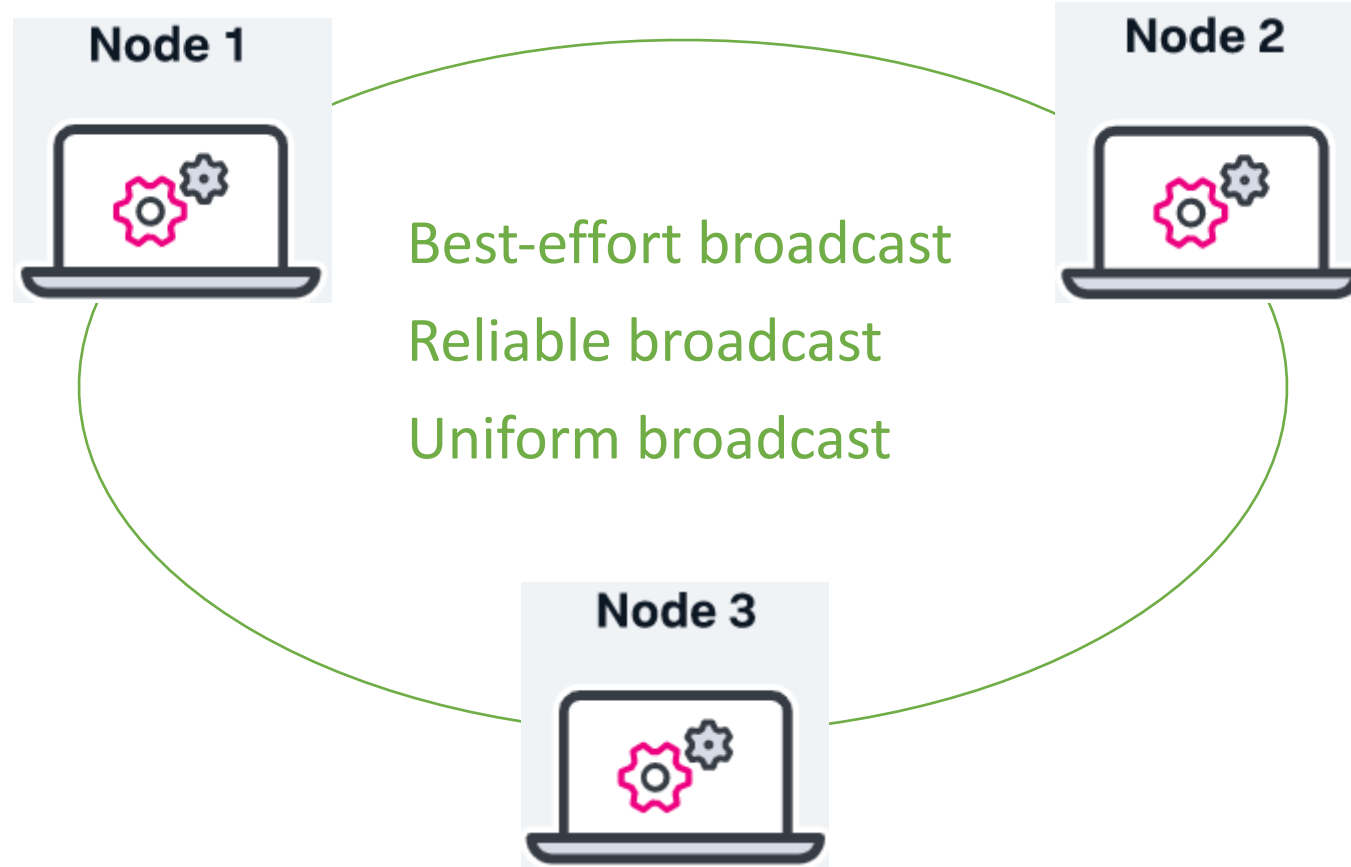 Node 1
Node 2
Best-effort broadcast
Reliable broadcast
Uniform broadcast
Node 3